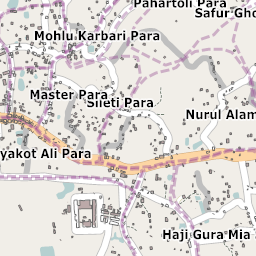 Pahartoli Para
Safur Gho
Mohlu Karbari Para
Master Para
Sileti Para
Nurul Alam
yakot Ali Para
Haji Gura Mia